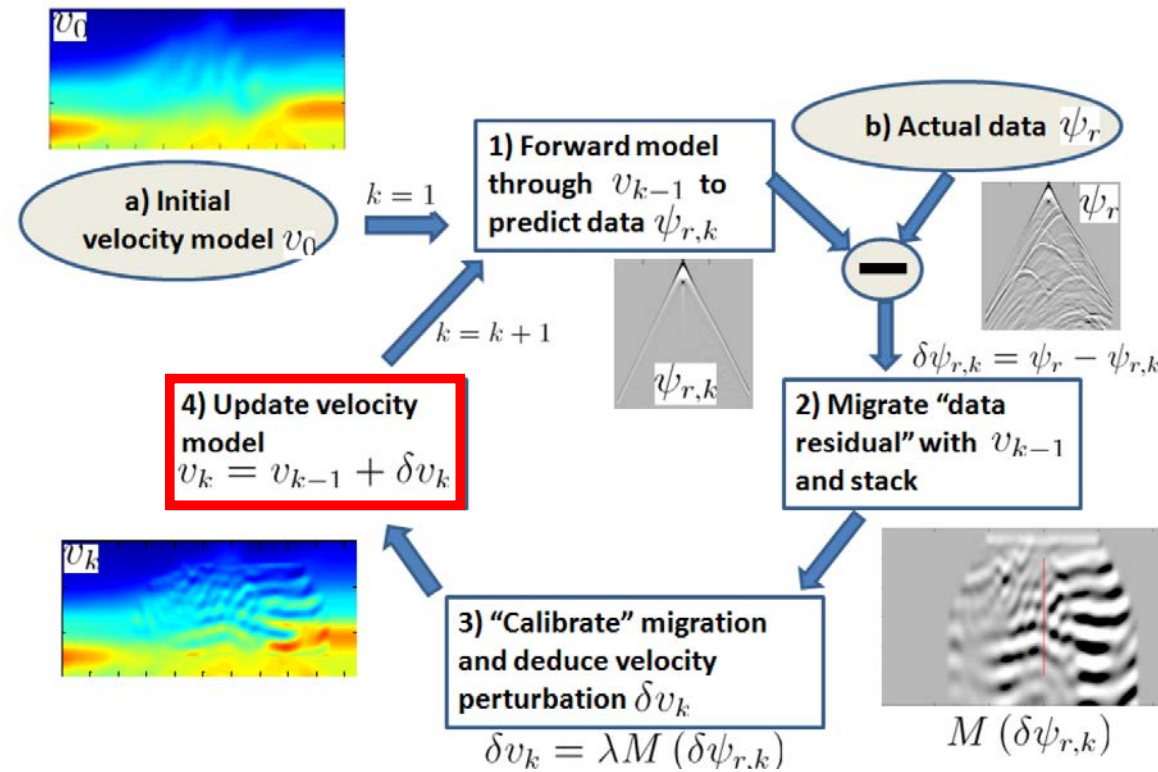 v₀
a) Initial
velocity model v₀
k = 1
1) Forward model
through v_{k−1} to
predict data ψ_{r,k}
b) Actual data ψ_r
ψ_r
ψ_{r,k}
−
δψ_{r,k} = ψ_r − ψ_{r,k}
k = k + 1
2) Migrate “data
residual” with v_{k−1}
and stack
M (δψ_{r,k})
3) “Calibrate” migration
and deduce velocity
perturbation δv_k
δv_k = λM (δψ_{r,k})
4) Update velocity
model
v_k = v_{k−1} + δv_k
v_k